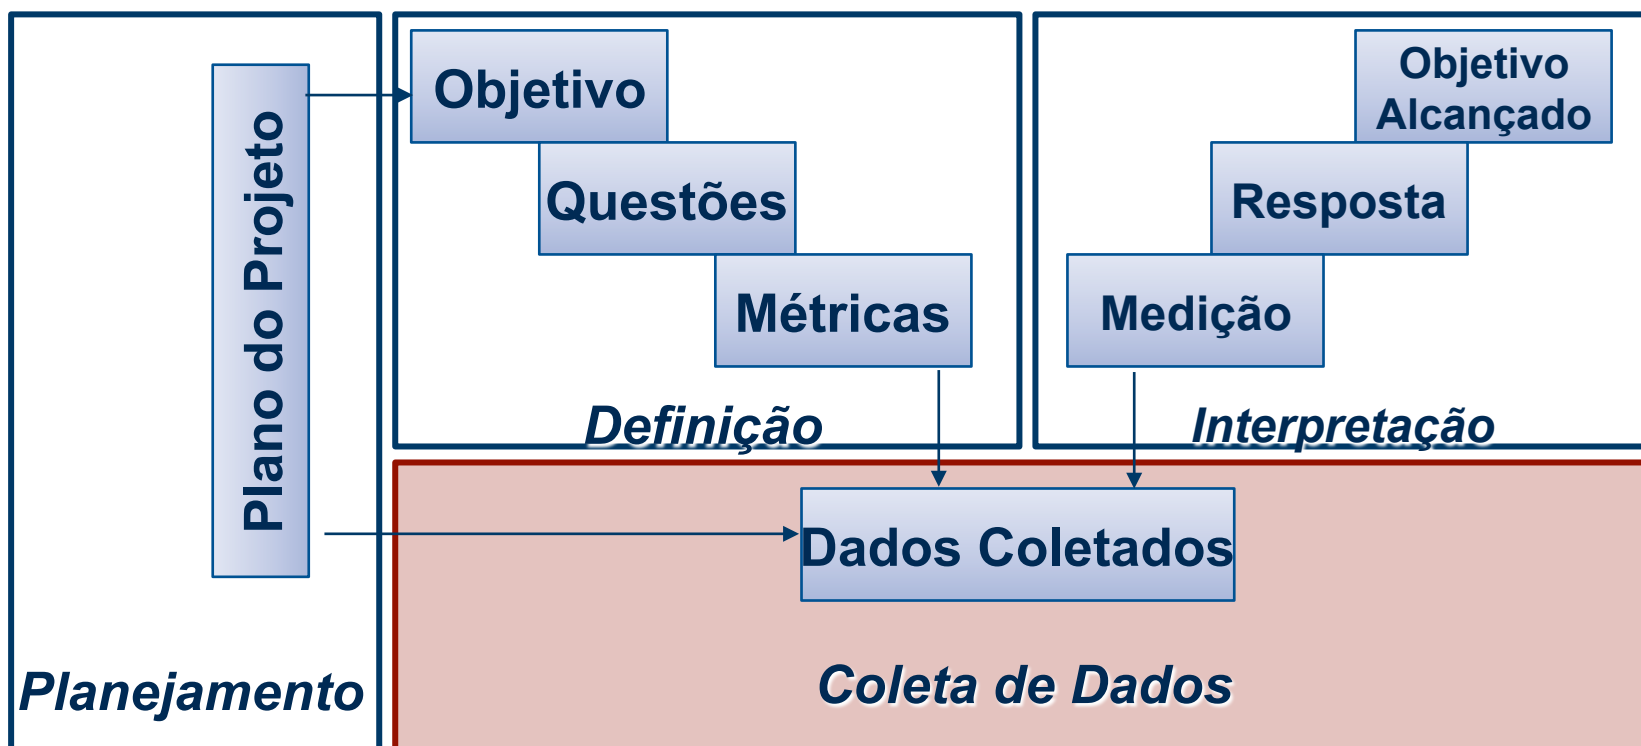 Plano do Projeto
Planejamento
Objetivo
Questões
Métricas
Definição
Objetivo
Alcançado
Resposta
Medição
Interpretação
Dados Coletados
Coleta de Dados